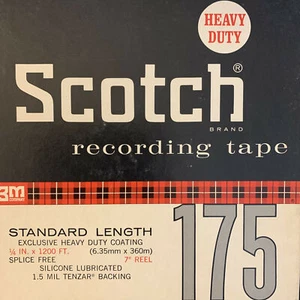 HEAVY
DUTY
Scotch®
BRAND
recording tape
3M
COMPANY
STANDARD LENGTH
EXCLUSIVE HEAVY DUTY COATING
¼ IN. x 1200 FT. (6.35mm x 360m)
SPLICE FREE 7" REEL
SILICONE LUBRICATED
1.5 MIL TENZAR® BACKING
175